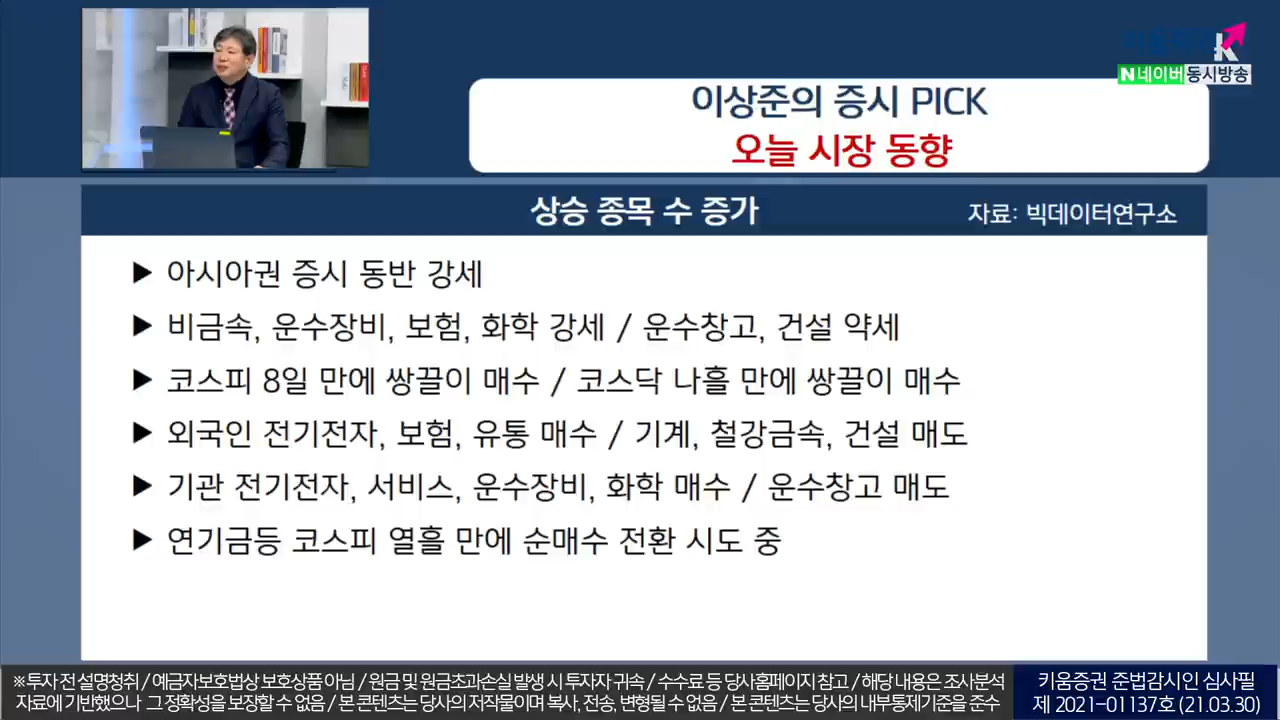 N네이버동시방송
이상준의 증시 PICK
오늘 시장 동향
상승 종목 수 증가
자료: 빅데이터연구소
▶ 아시아권 증시 동반 강세
▶ 비금속, 운수장비, 보험, 화학 강세 / 운수창고, 건설 약세
▶ 코스피 8일 만에 쌍끌이 매수 / 코스닥 나흘 만에 쌍끌이 매수
▶ 외국인 전기전자, 보험, 유통 매수 / 기계, 철강금속, 건설 매도
▶ 기관 전기전자, 서비스, 운수장비, 화학 매수 / 운수창고 매도
▶ 연기금등 코스피 열흘 만에 순매수 전환 시도 중
※투자 전 설명청취 / 예금자보호법상 보호상품 아님 / 원금 및 원금초과손실 발생 시 투자자 귀속 / 수수료 등 당사홈페이지 참고 / 해당 내용은 조사분석
자료에 기반했으나 그 정확성을 보장할 수 없음 / 본 콘텐츠는 당사의 저작물이며 복사, 전송, 변형될 수 없음 / 본 콘텐츠는 당사의 내부통제기준을 준수
키움증권 준법감시인 심사필
제 2021-01137호 (21.03.30)